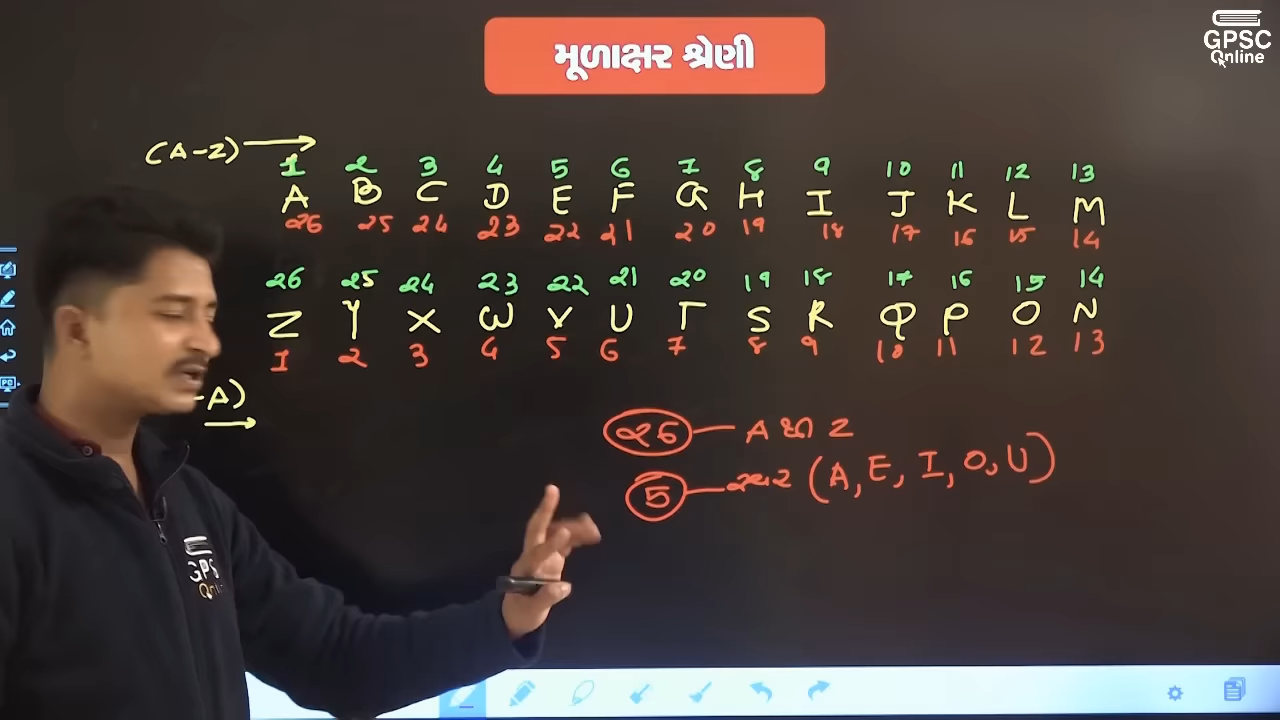 મૂળાક્ષર શ્રેણી
GPSC
Online
(A-Z)
1 2 3 4 5 6 7 8 9 10 11 12 13
A B C D E F G H I J K L M
26 25 24 23 22 21 20 19 18 17 16 15 14
26 25 24 23 22 21 20 19 18 17 16 15 14
Z Y X W V U T S R Q P O N
1 2 3 4 5 6 7 8 9 10 11 12 13
-A)
26 — A થી Z
5 — સ્વર (A, E, I, O, U)
GPS